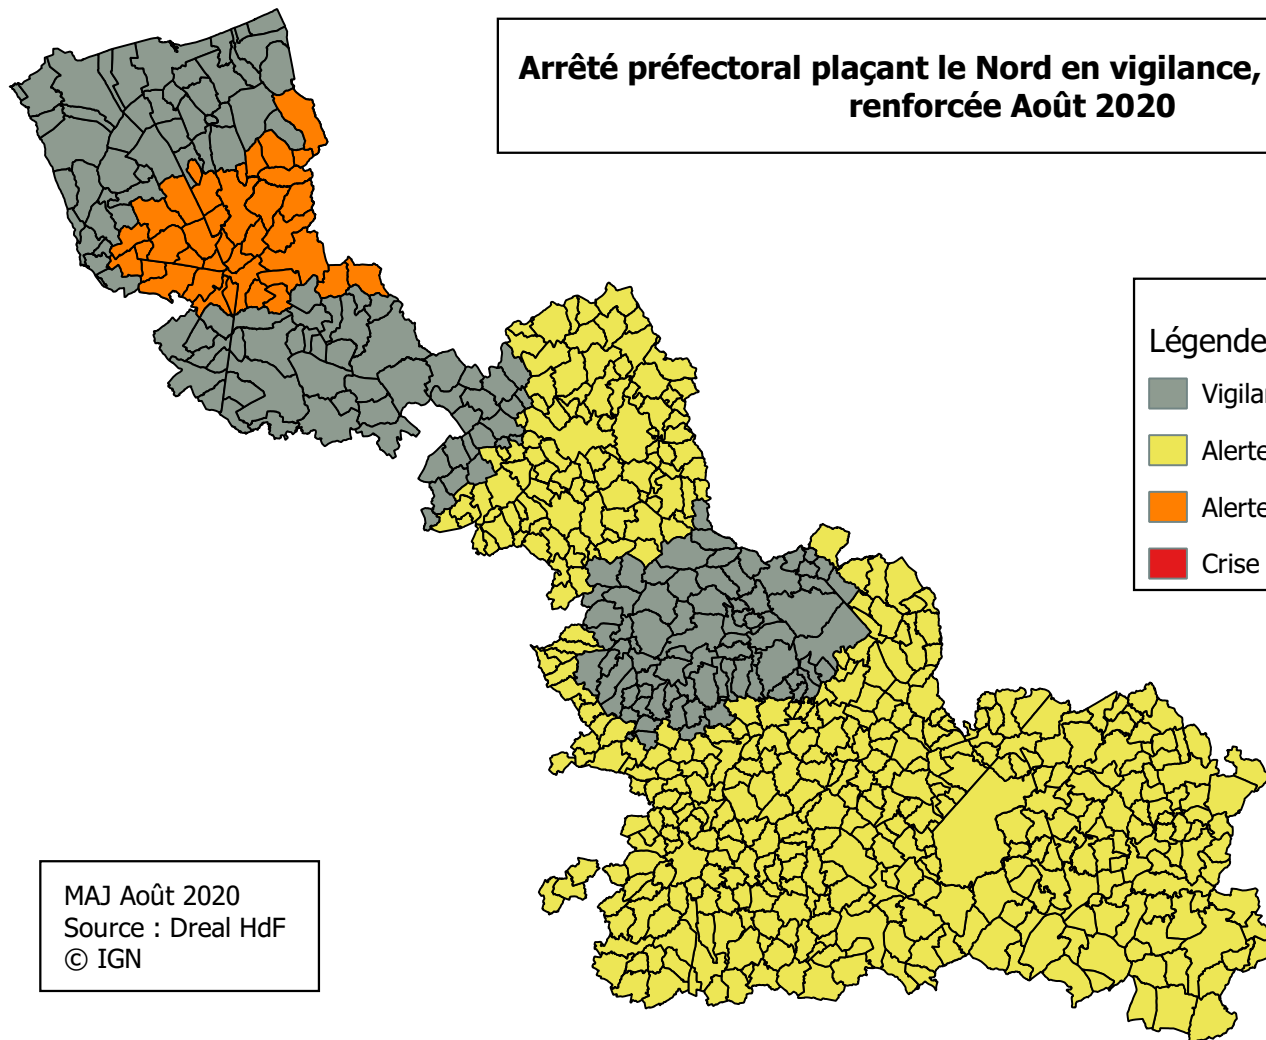 Arrêté préfectoral plaçant le Nord en vigilance,
renforcée Août 2020
Légende
Alerte
Alerte
Crise
MAJ Août 2020
Source : Dreal HdF
© IGN